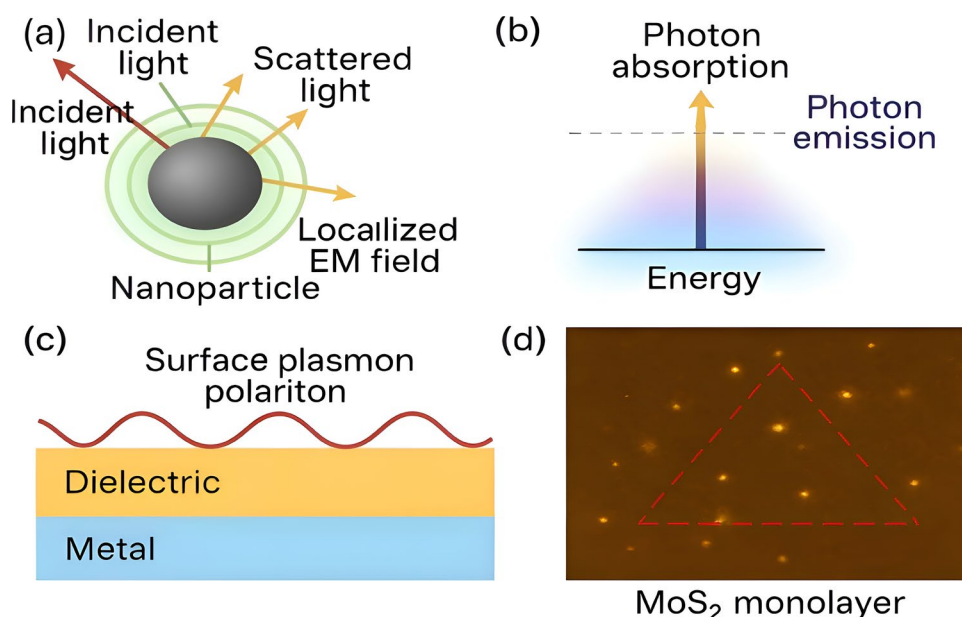 (a)
Incident
light
Scattered
light
Incident
light
Locallized
EM field
Nanoparticle
(b)
Photon
absorption
Photon
emission
Energy
(c)
Surface plasmon
polariton
Dielectric
Metal
(d)
MoS₂ monolayer